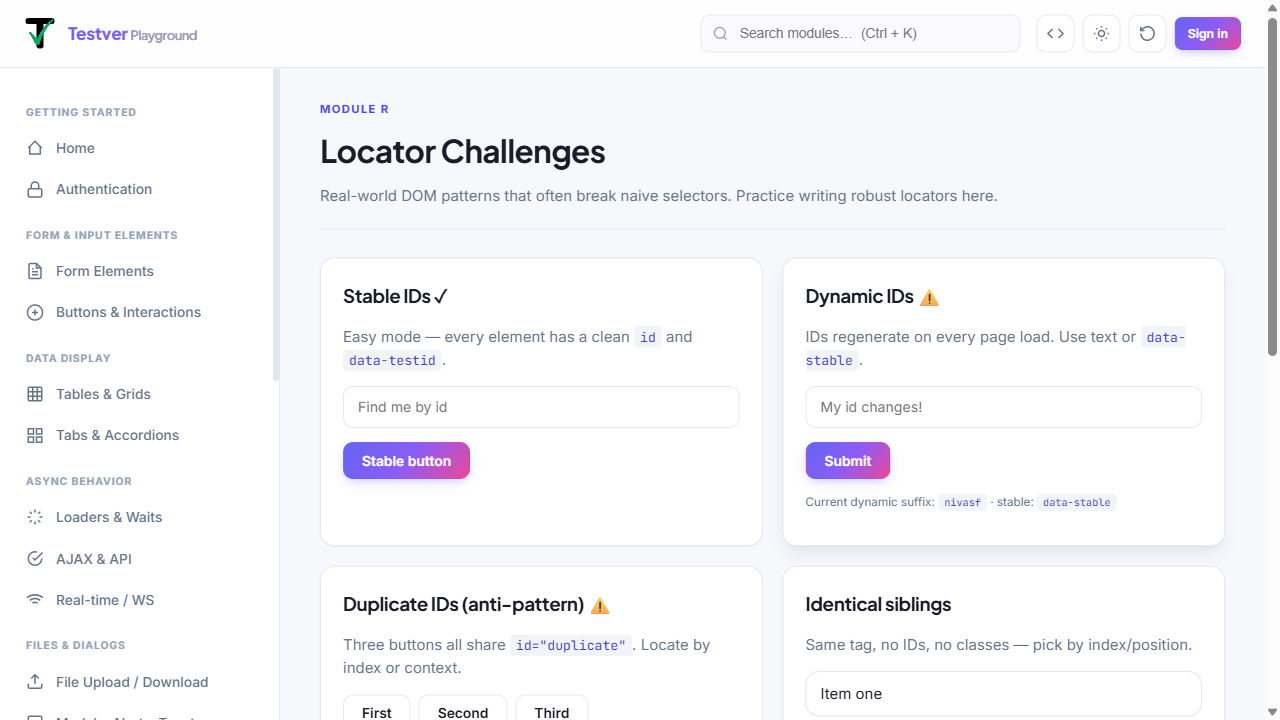 Testver Playground
Search modules… (Ctrl + K)
Sign in
GETTING STARTED
Home
Authentication
FORM & INPUT ELEMENTS
Form Elements
Buttons & Interactions
DATA DISPLAY
Tables & Grids
Tabs & Accordions
ASYNC BEHAVIOR
Loaders & Waits
AJAX & API
Real-time / WS
FILES & DIALOGS
File Upload / Download
MODULE R
Locator Challenges
Real-world DOM patterns that often break naive selectors. Practice writing robust locators here.
Stable IDs ✓
Easy mode — every element has a clean id and
data-testid .
Find me by id
Stable button
Dynamic IDs ⚠️
IDs regenerate on every page load. Use text or data-
stable .
My id changes!
Submit
Current dynamic suffix: nivasf · stable: data-stable
Duplicate IDs (anti-pattern) ⚠️
Three buttons all share id="duplicate" . Locate by
index or context.
First Second Third
Identical siblings
Same tag, no IDs, no classes — pick by index/position.
Item one